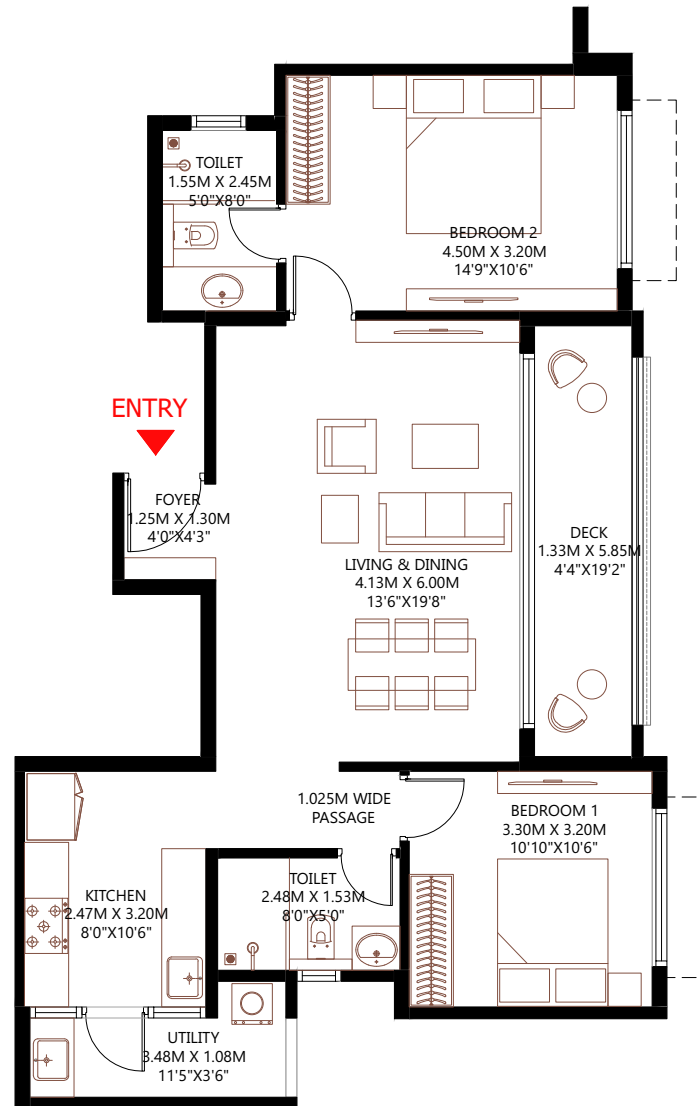 TOILET
1.55M X 2.45M
5'0"X8'0"
BEDROOM 2
4.50M X 3.20M
14'9"X10'6"
ENTRY
FOYER
1.25M X 1.30M
4'0"X4'3"
DECK
1.33M X 5.85M
4'4"X19'2"
LIVING & DINING
4.13M X 6.00M
13'6"X19'8"
1.025M WIDE
PASSAGE
BEDROOM 1
3.30M X 3.20M
10'10"X10'6"
TOILET
2.48M X 1.53M
8'0"X5'0"
KITCHEN
2.47M X 3.20M
8'0"X10'6"
UTILITY
3.48M X 1.08M
11'5"X3'6"